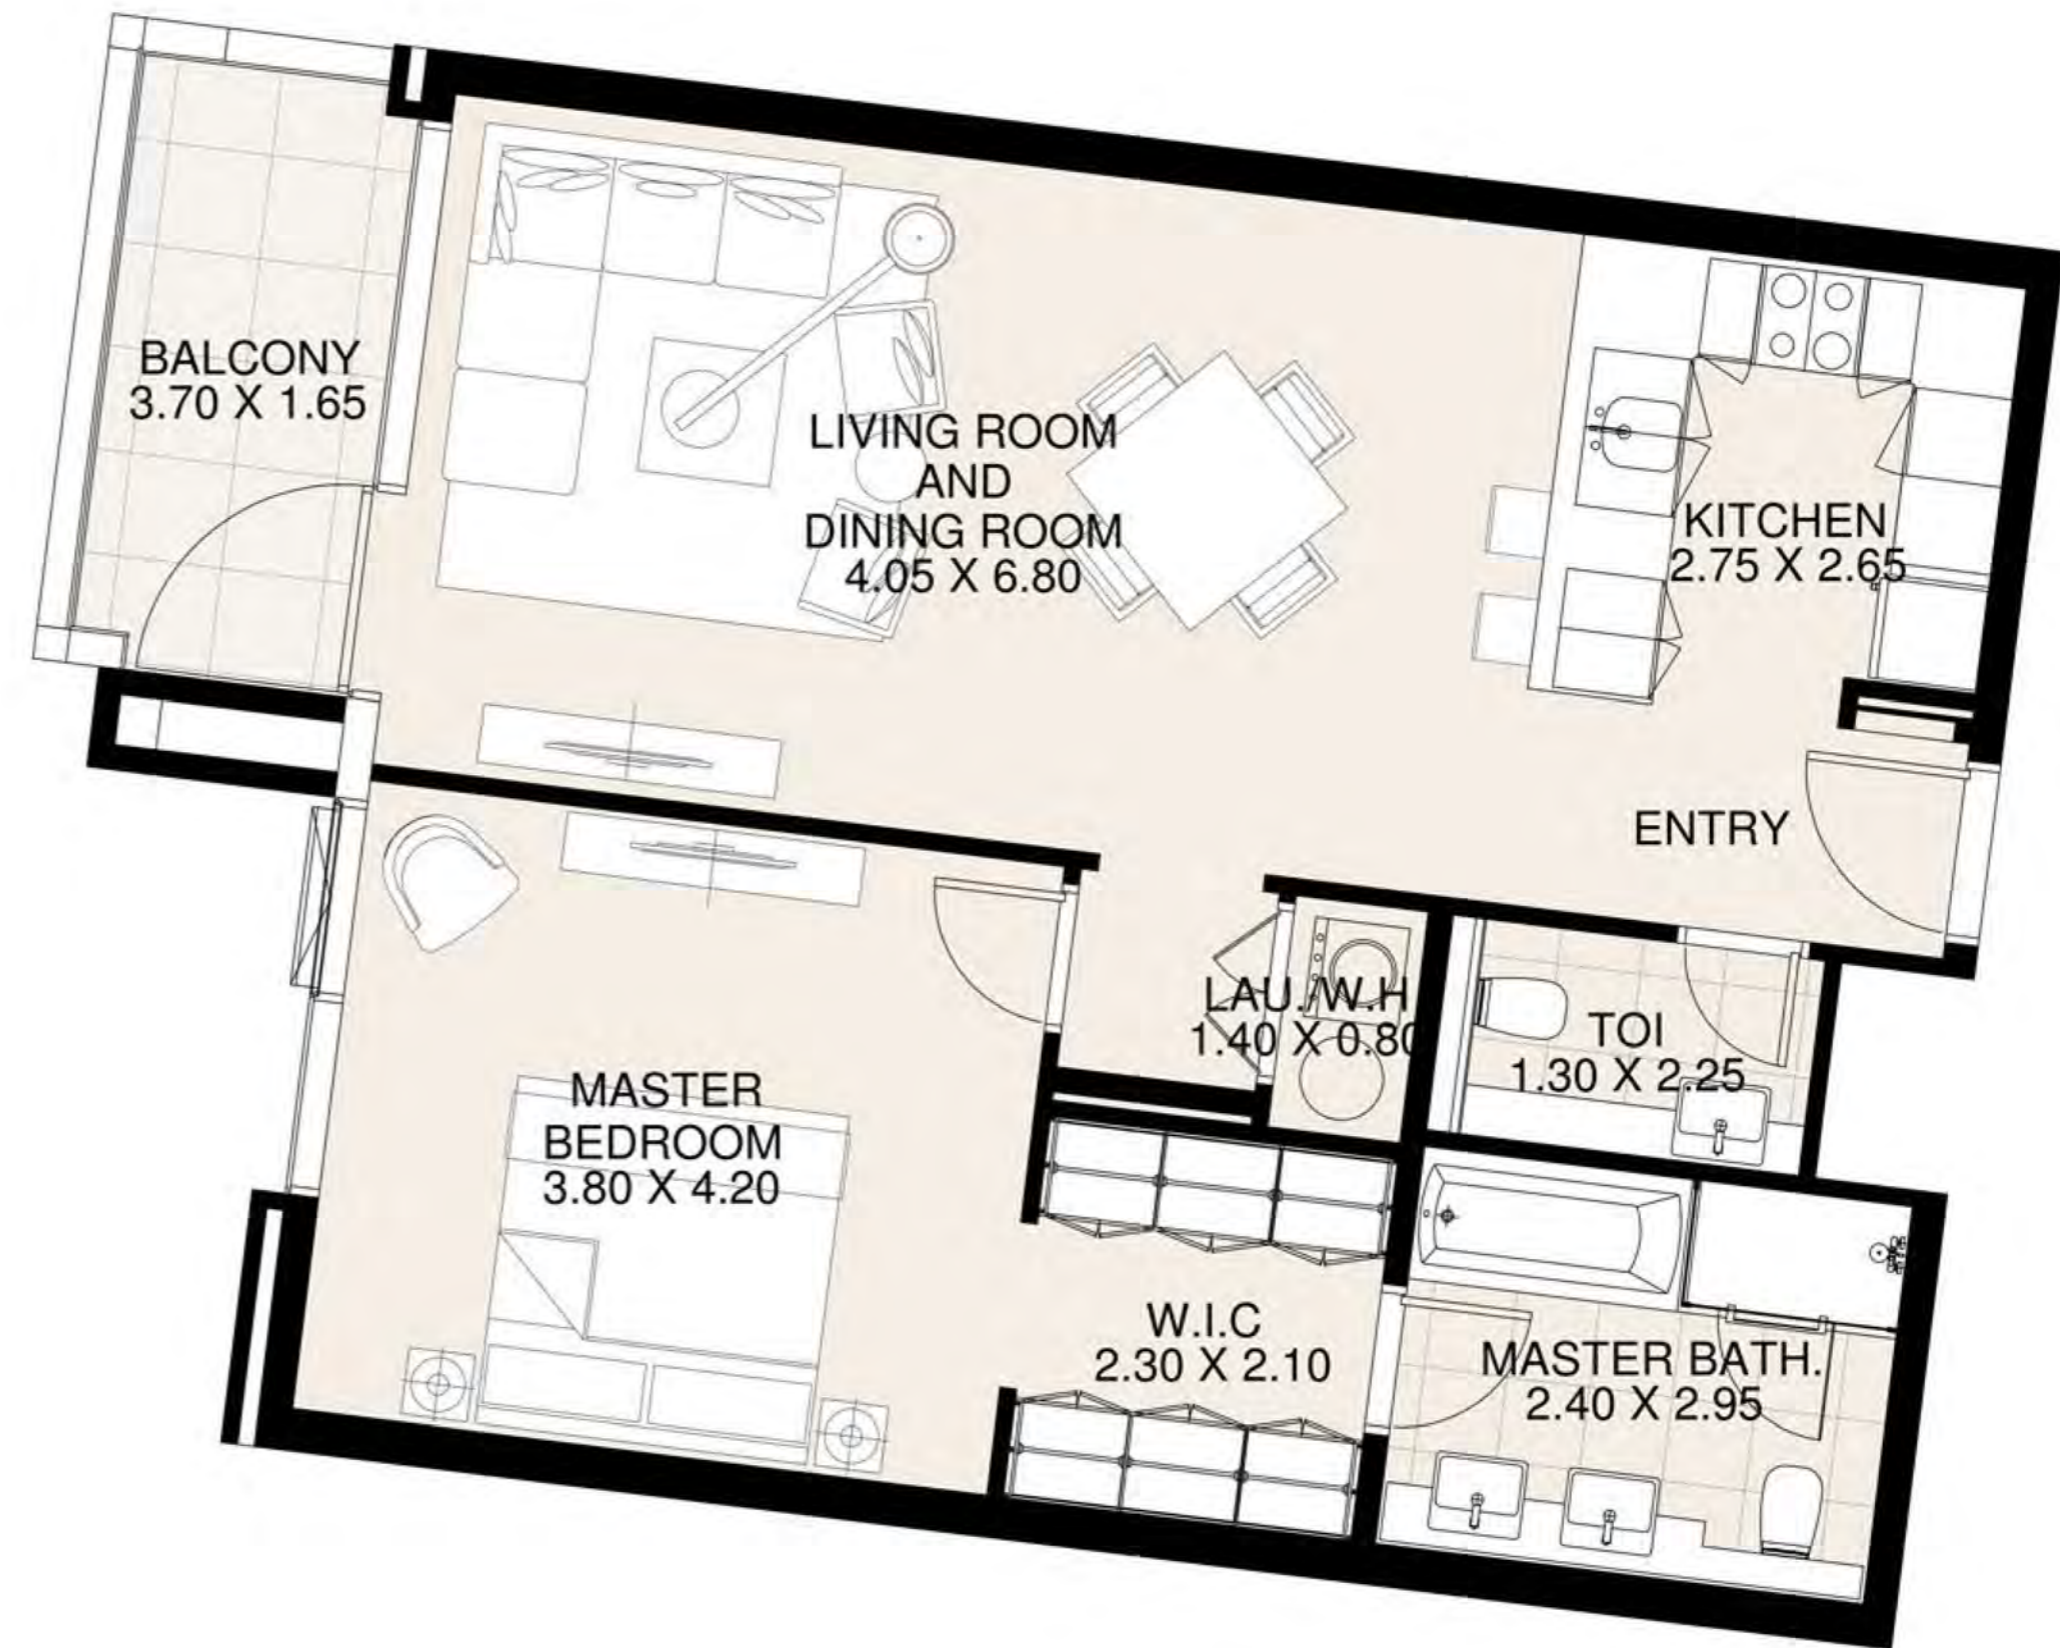 BALCONY
3.70 X 1.65
LIVING ROOM
AND
DINING ROOM
4.05 X 6.80
KITCHEN
2.75 X 2.65
ENTRY
LAU./W.H
1.40 X 0.80
TOI
1.30 X 2.25
MASTER
BEDROOM
3.80 X 4.20
W.I.C
2.30 X 2.10
MASTER BATH.
2.40 X 2.95